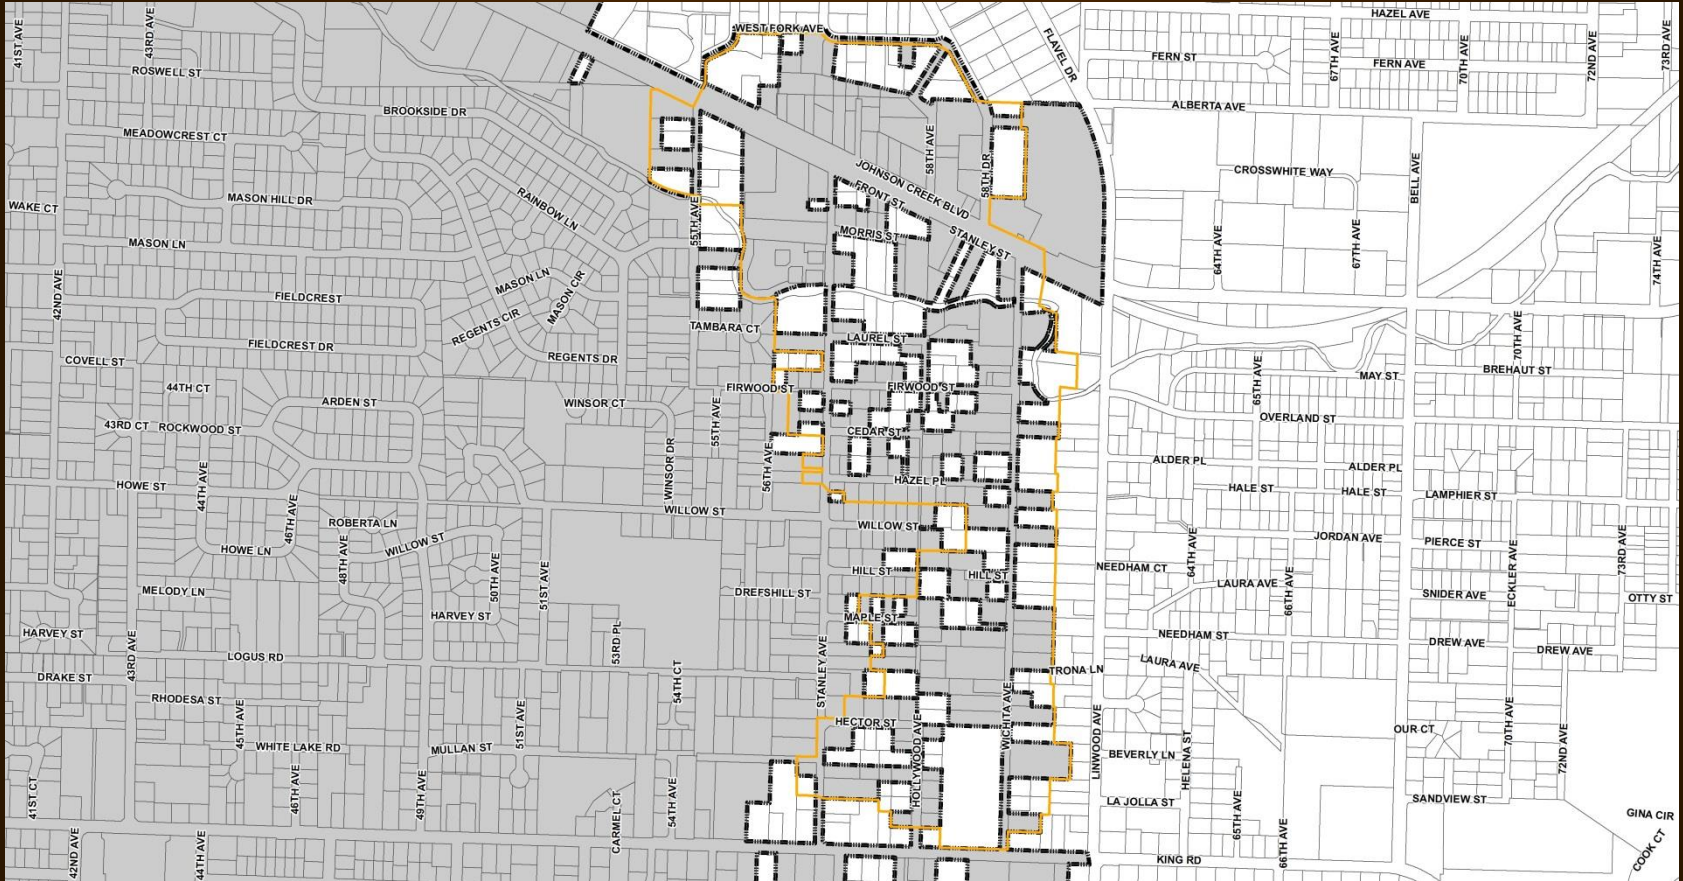 WEST FORK AVE
HAZEL AVE
41ST AVE
43RD AVE
FLAVEL DR
67TH AVE
70TH AVE
72ND AVE
73RD AVE
FERN ST
FERN AVE
ROSWELL ST
BROOKSIDE DR
ALBERTA AVE
MEADOWCREST CT
58TH AVE
58TH DR
JOHNSON CREEK BLVD
CROSSWHITE WAY
BELL AVE
MASON HILL DR
RAINBOW LN
FRONT ST
WAKE CT
55TH AVE
MORRIS ST
STANLEY ST
64TH AVE
67TH AVE
74TH AVE
MASON LN
MASON LN
MASON CIR
42ND AVE
FIELDCREST
REGENTS CIR
TAMBARA CT
LAUREL ST
70TH AVE
FIELDCREST DR
REGENTS DR
COVELL ST
65TH AVE
MAY ST
BREHAUT ST
44TH CT
FIRWOOD ST
FIRWOOD ST
ARDEN ST
WINSOR CT
55TH AVE
OVERLAND ST
43RD CT
ROCKWOOD ST
CEDAR ST
WINSOR DR
56TH AVE
ALDER PL
ALDER PL
HOWE ST
44TH AVE
46TH AVE
HAZEL PL
HALE ST
HALE ST
LAMPHIER ST
WILLOW ST
ROBERTA LN
WILLOW ST
WILLOW ST
JORDAN AVE
PIERCE ST
73RD AVE
HOWE LN
48TH AVE
64TH AVE
ECKLER AVE
50TH AVE
51ST AVE
HILL ST
HILL ST
NEEDHAM CT
LAURA AVE
66TH AVE
MELODY LN
DREFSHILL ST
SNIDER AVE
OTTY ST
HARVEY ST
MAPLE ST
HARVEY ST
53RD PL
NEEDHAM ST
DREW AVE
DREW AVE
43RD AVE
LOGUS RD
STANLEY AVE
LAURA AVE
TRONA LN
DRAKE ST
54TH CT
RHODESA ST
WICHITA AVE
45TH AVE
51ST AVE
HECTOR ST
LINWOOD AVE
OUR CT
70TH AVE
72ND AVE
WHITE LAKE RD
MULLAN ST
HOLLYWOOD AVE
BEVERLY LN
HELENA ST
41ST CT
46TH AVE
49TH AVE
54TH AVE
LA JOLLA ST
SANDVIEW ST
65TH AVE
GINA CIR
CARMEL CT
42ND AVE
44TH AVE
66TH AVE
KING RD
COOK CT